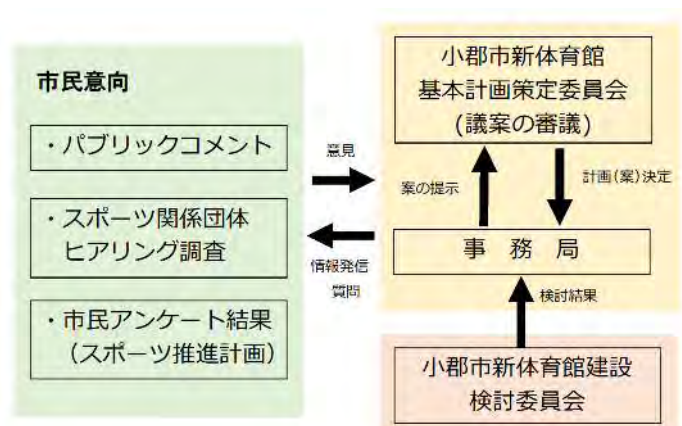 市民意向
・パブリックコメント
・スポーツ関係団体
ヒアリング調査
・市民アンケート結果
（スポーツ推進計画）
意見
情報発信
質問
小郡市新体育館
基本計画策定委員会
(議案の審議)
案の提示
計画(案)決定
事　務　局
検討結果
小郡市新体育館建設
検討委員会